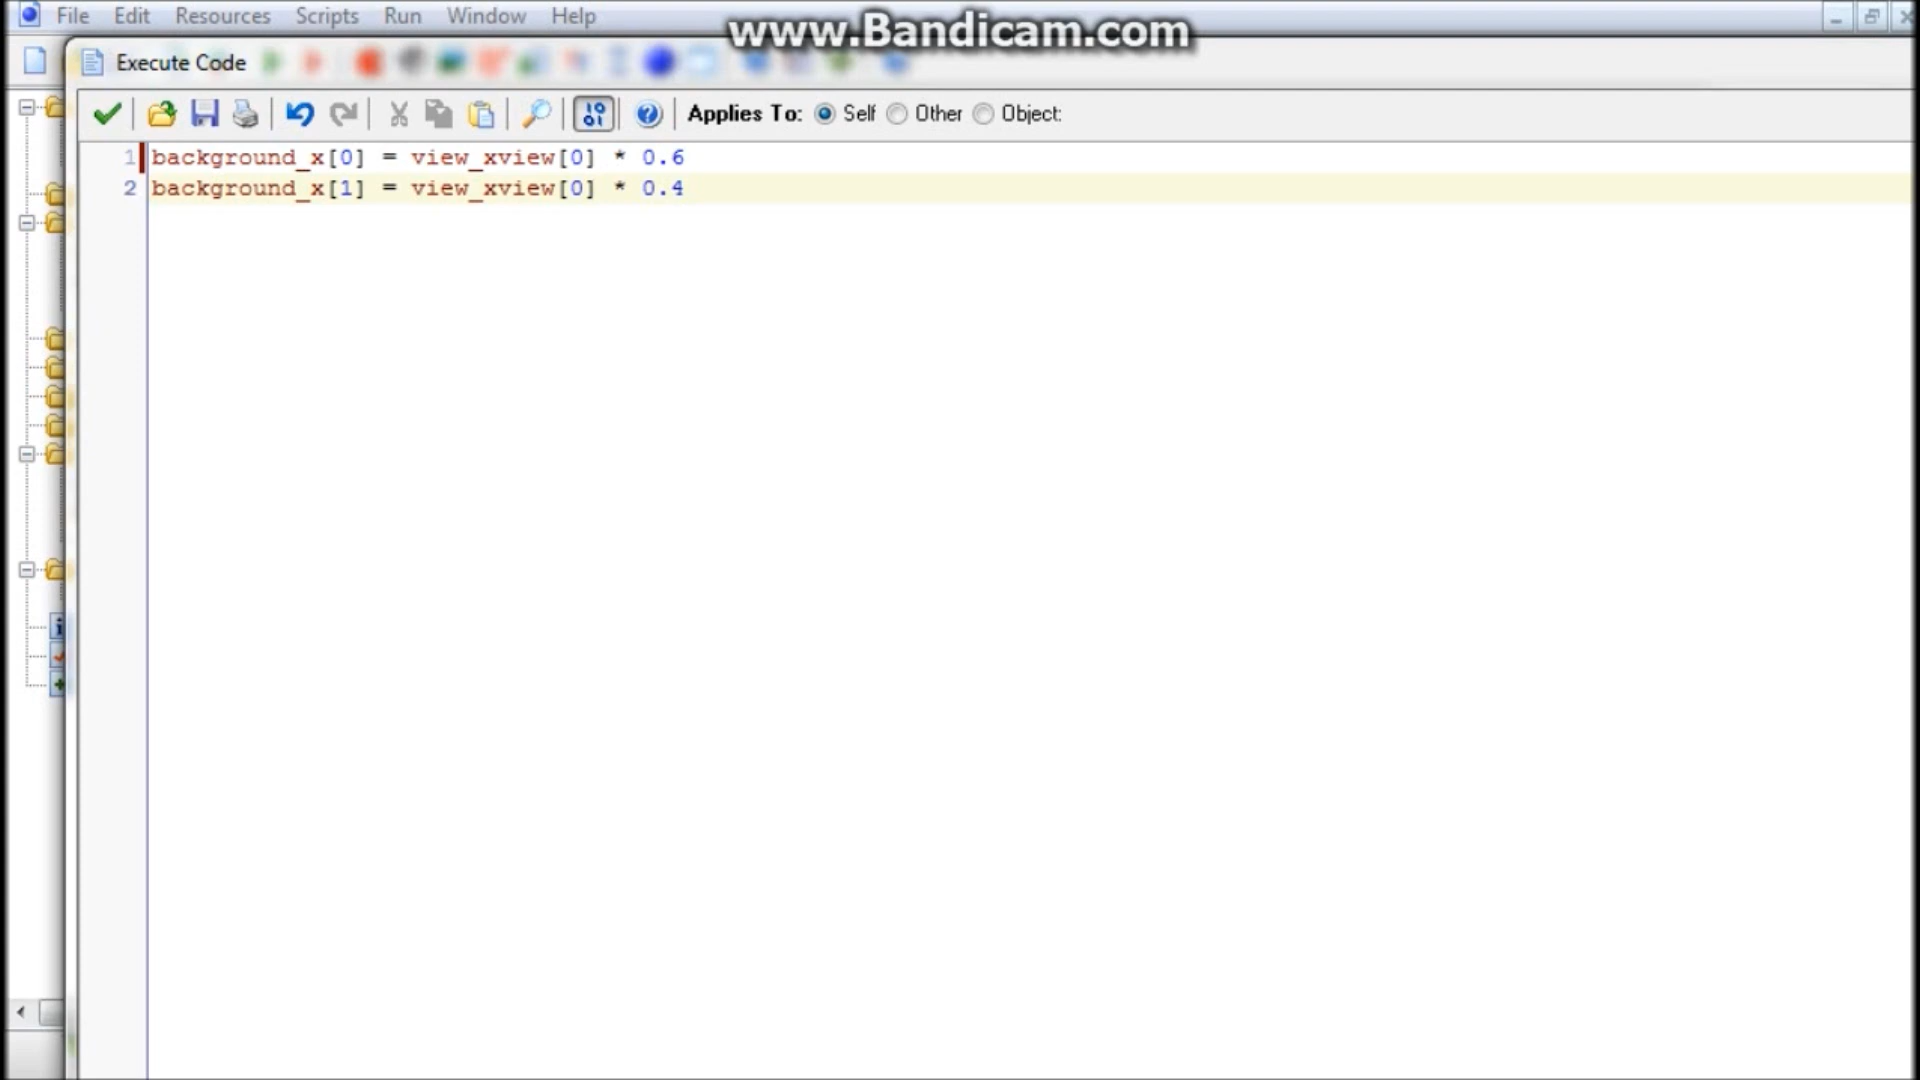 File Edit Resources Scripts Run Window Help
www.Bandicam.com
Execute Code
Applies To: Self Other Object:
1 background_x[0] = view_xview[0] * 0.6
2 background_x[1] = view_xview[0] * 0.4